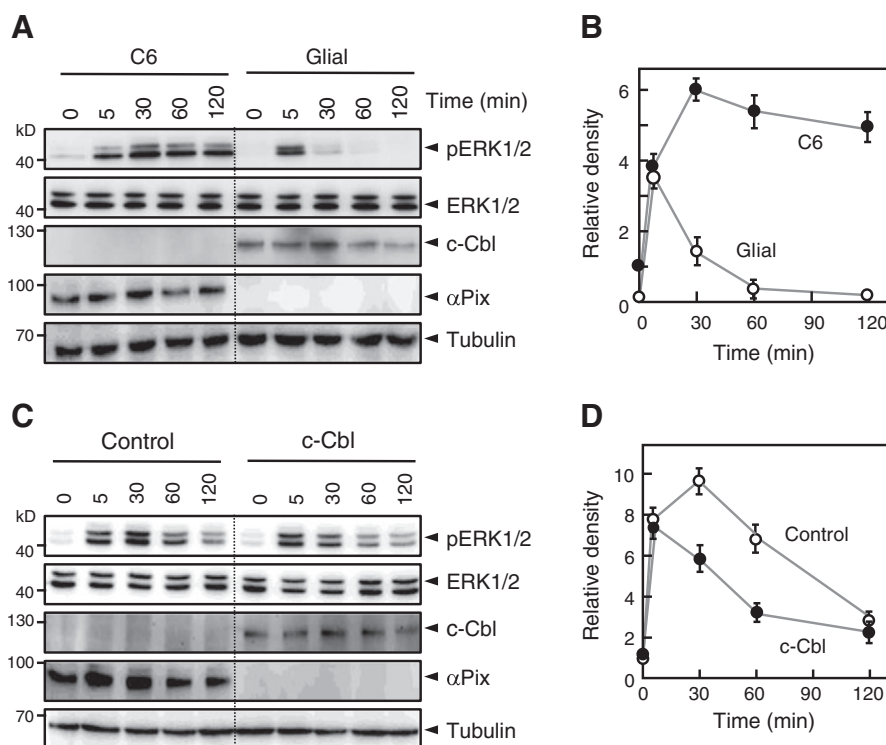 A
C6 Glial
0 5 30 60 120 0 5 30 60 120 Time (min)
kD
40 pERK1/2
40 ERK1/2
130 c-Cbl
100 αPix
70 Tubulin
B
Relative density
6
4
2
0
C6
Glial
0 30 60 90 120
Time (min)
C
Control c-Cbl
0 5 30 60 120 0 5 30 60 120
kD
40 pERK1/2
40 ERK1/2
130 c-Cbl
100 αPix
70 Tubulin
D
Relative density
10
8
6
4
2
0
Control
c-Cbl
0 30 60 90 120
Time (min)